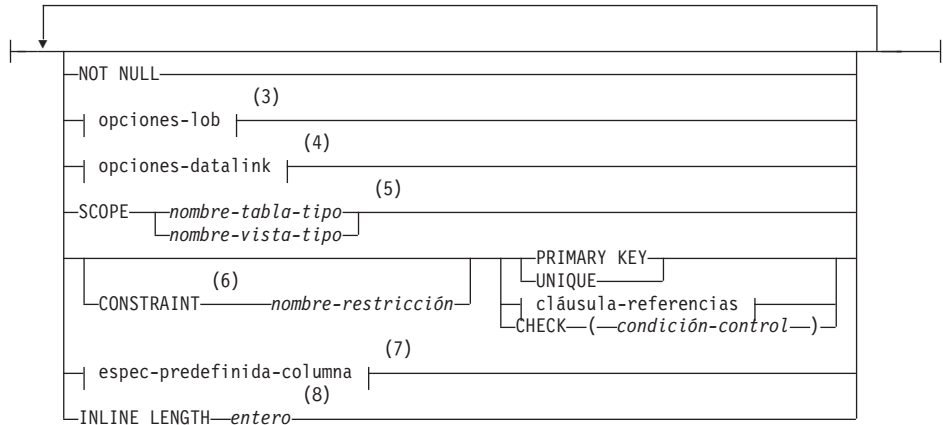 NOT NULL
(3)
opciones-lob
(4)
opciones-datalink
(5)
SCOPE nombre-tabla-tipo
nombre-vista-tipo
PRIMARY KEY
(6) UNIQUE
CONSTRAINT nombre-restricción cláusula-referencias
CHECK ( condición-control )
(7)
espec-predefinida-columna
(8)
INLINE LENGTH entero